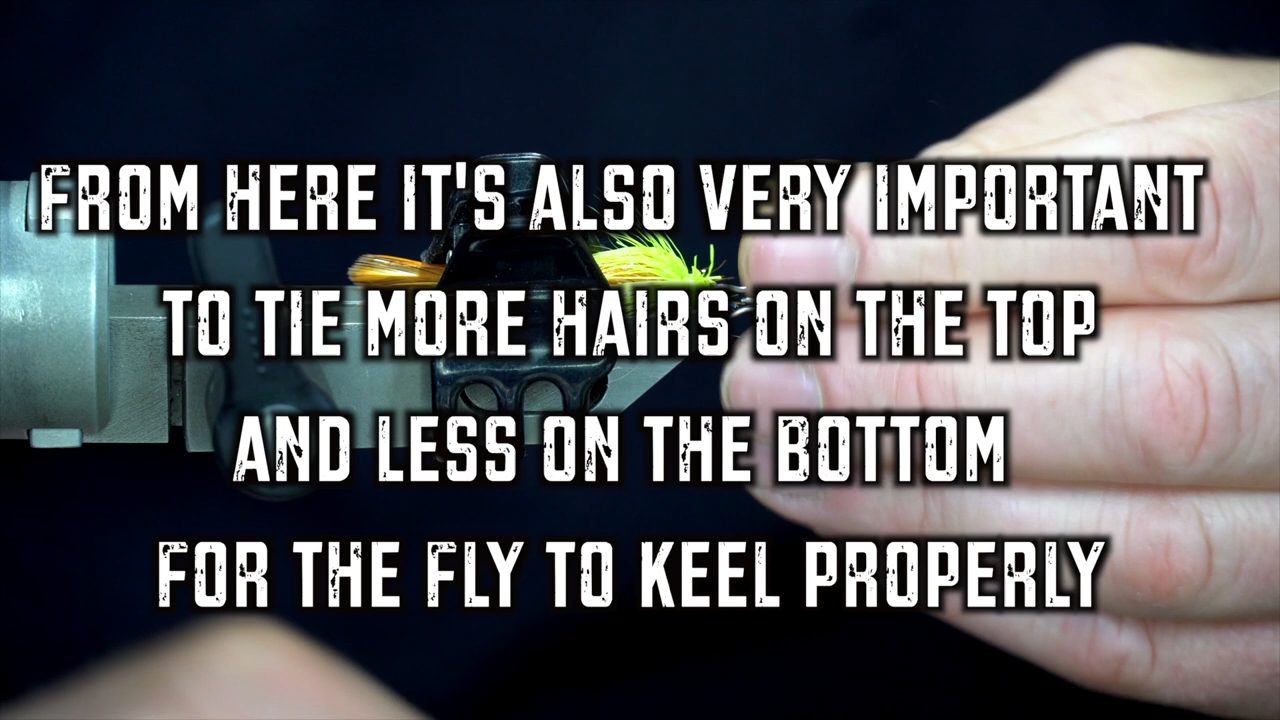 FROM HERE IT'S ALSO VERY IMPORTANT
TO TIE MORE HAIRS ON THE TOP
AND LESS ON THE BOTTOM
FOR THE FLY TO KEEL PROPERLY